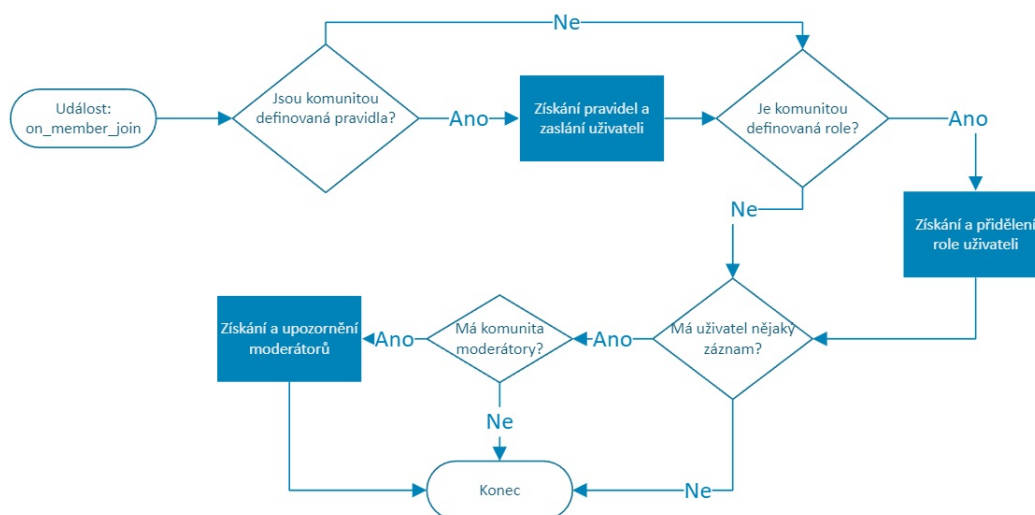 Ne
Událost:
on_member_join
Jsou komunitou
definovaná pravidla?
Ano
Získání pravidel a
zaslání uživateli
Je komunitou
definovaná role?
Ano
Ne
Získání a přidělení
role uživateli
Získání a upozornění
moderátorů
Ano
Má komunita
moderátory?
Ano
Má uživatel nějaký
záznam?
Ne
Konec
Ne